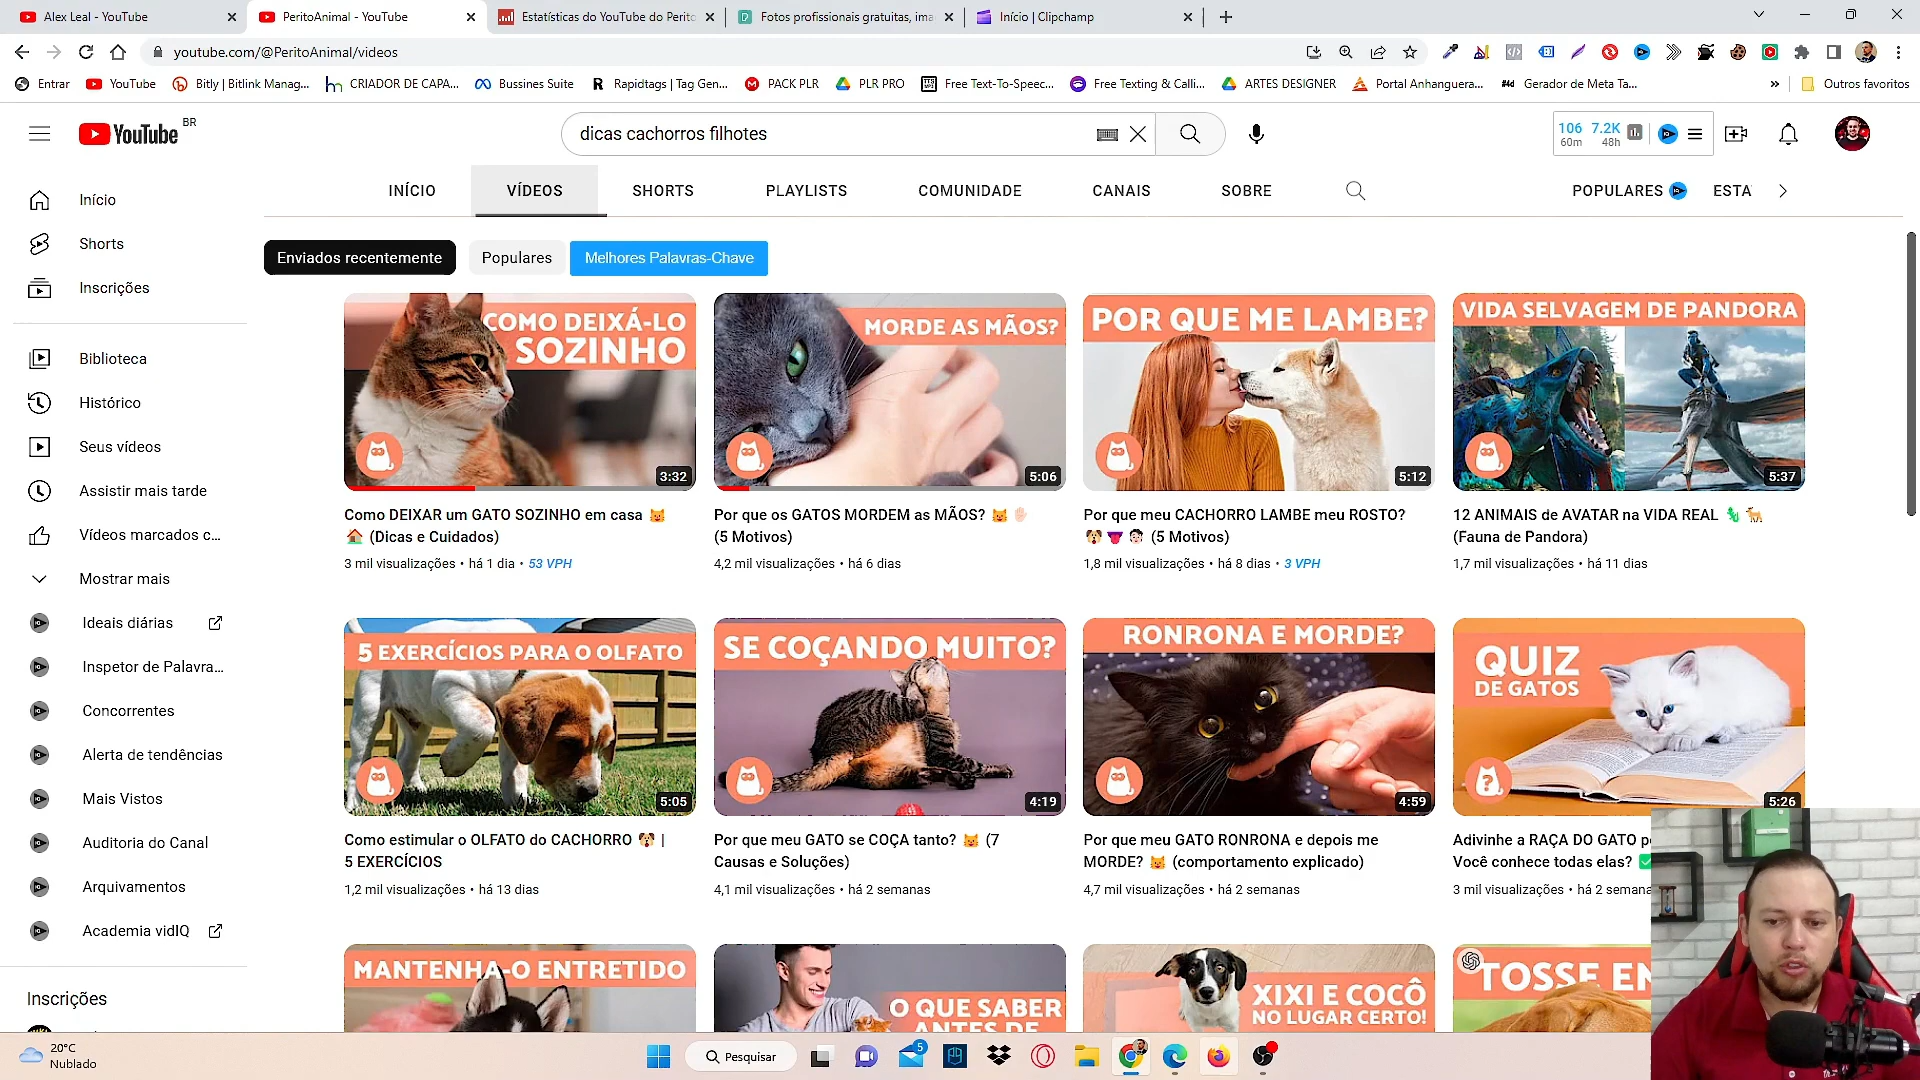 Alex Leal - YouTube
PeritoAnimal - YouTube
Estatísticas do YouTube do Perito
Fotos profissionais gratuitas, ima
Início | Clipchamp
youtube.com/@PeritoAnimal/videos
Entrar
YouTube
Bitly | Bitlink Manag...
CRIADOR DE CAPA...
Bussines Suite
Rapidtags | Tag Gen...
PACK PLR
PLR PRO
Free Text-To-Speec...
Free Texting & Calli...
ARTES DESIGNER
Portal Anhanguera...
Gerador de Meta Ta...
Outros favoritos
YouTube BR
dicas cachorros filhotes
106 7.2K
60m 48h
INÍCIO
VÍDEOS
SHORTS
PLAYLISTS
COMUNIDADE
CANAIS
SOBRE
POPULARES
ESTA
Início
Shorts
Inscrições
Biblioteca
Histórico
Seus vídeos
Assistir mais tarde
Vídeos marcados c...
Mostrar mais
Ideais diárias
Inspetor de Palavra...
Concorrentes
Alerta de tendências
Mais Vistos
Auditoria do Canal
Arquivamentos
Academia vidIQ
Inscrições
Enviados recentemente
Populares
Melhores Palavras-Chave
COMO DEIXÁ-LO
SOZINHO
3:32
Como DEIXAR um GATO SOZINHO em casa 😺
🏠 (Dicas e Cuidados)
3 mil visualizações • há 1 dia • 53 VPH
MORDE AS MÃOS?
5:06
Por que os GATOS MORDEM as MÃOS? 😺 ✋🏻
(5 Motivos)
4,2 mil visualizações • há 6 dias
POR QUE ME LAMBE?
5:12
Por que meu CACHORRO LAMBE meu ROSTO?
🐶 👅 👩🏻 (5 Motivos)
1,8 mil visualizações • há 8 dias • 3 VPH
VIDA SELVAGEM DE PANDORA
5:37
12 ANIMAIS de AVATAR na VIDA REAL 🦎 🐆
(Fauna de Pandora)
1,7 mil visualizações • há 11 dias
5 EXERCÍCIOS PARA O OLFATO
5:05
Como estimular o OLFATO do CACHORRO 🐶 |
5 EXERCÍCIOS
1,2 mil visualizações • há 13 dias
SE COÇANDO MUITO?
4:19
Por que meu GATO se COÇA tanto? 😺 (7
Causas e Soluções)
4,1 mil visualizações • há 2 semanas
RONRONA E MORDE?
4:59
Por que meu GATO RONRONA e depois me
MORDE? 😺 (comportamento explicado)
4,7 mil visualizações • há 2 semanas
QUIZ
DE GATOS
5:26
Adivinhe a RAÇA DO GATO p
Você conhece todas elas? ✅
3 mil visualizações • há 2 semana
MANTENHA-O ENTRETIDO
O QUE SABER
ANTES DE
XIXI E COCÔ
NO LUGAR CERTO!
TOSSE EN
20°C
Nublado
Pesquisar
5